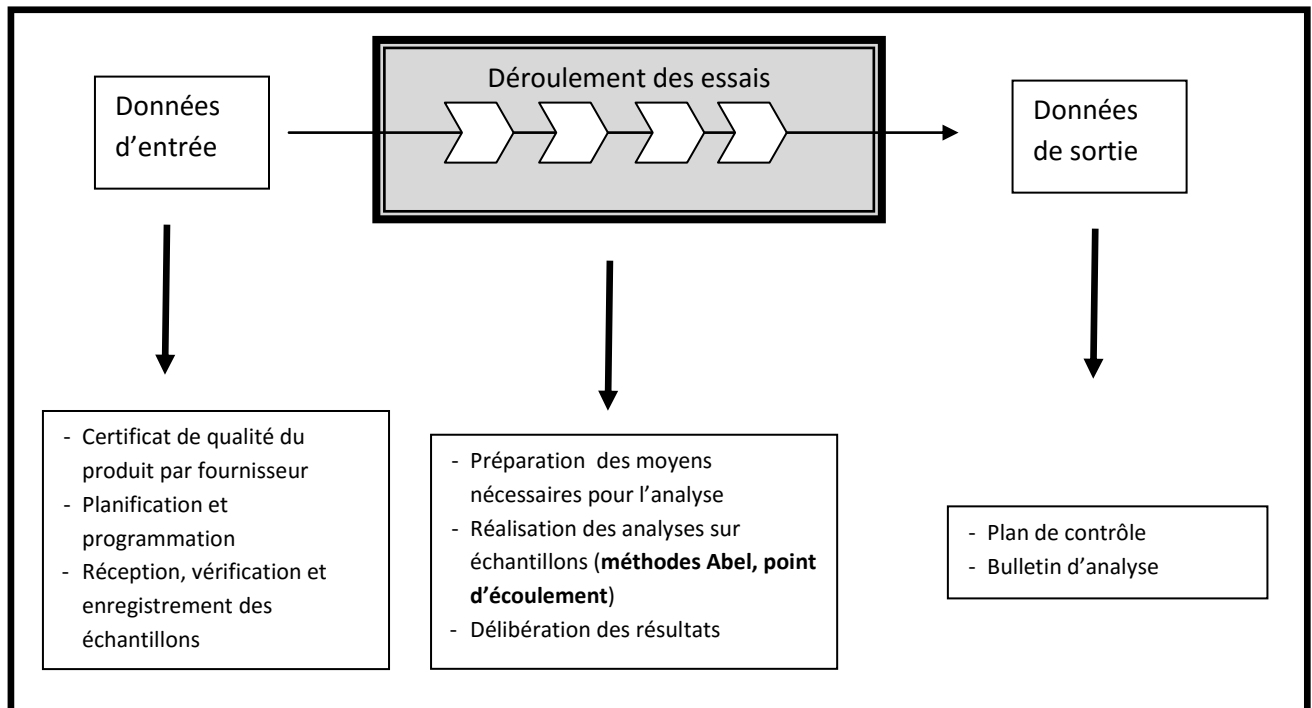 Déroulement des essais
Données
d’entrée
Données
de sortie
- Certificat de qualité du
produit par fournisseur
- Planification et
programmation
- Réception, vérification et
enregistrement des
échantillons
- Préparation des moyens
nécessaires pour l’analyse
- Réalisation des analyses sur
échantillons (méthodes Abel, point
d’écoulement)
- Délibération des résultats
- Plan de contrôle
- Bulletin d’analyse